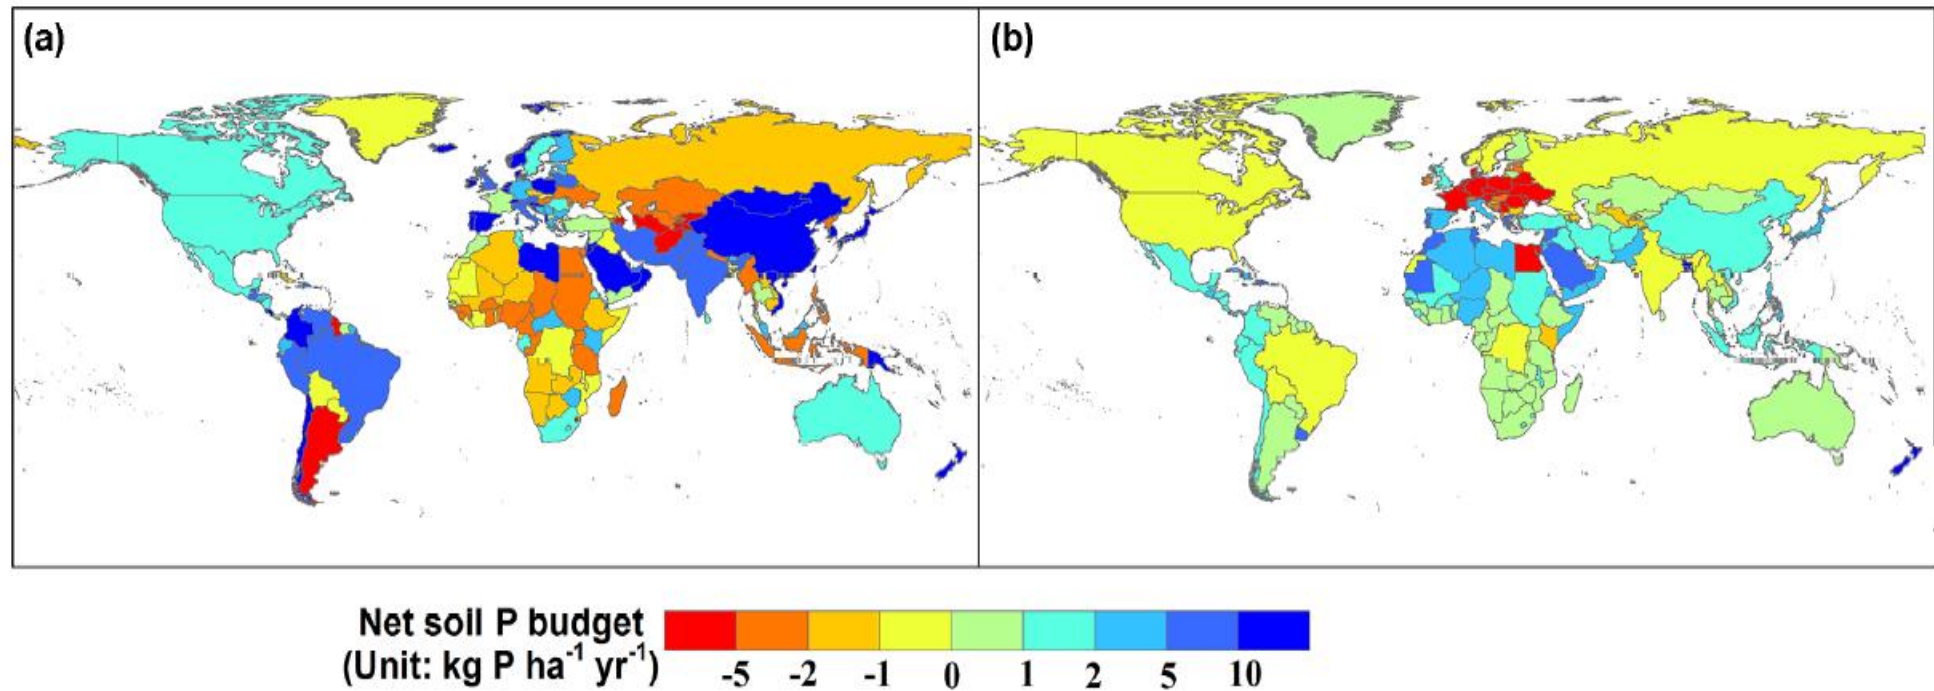 (a)
(b)
Net soil P budget
(Unit: kg P ha⁻¹ yr⁻¹)
-5 -2 -1 0 1 2 5 10